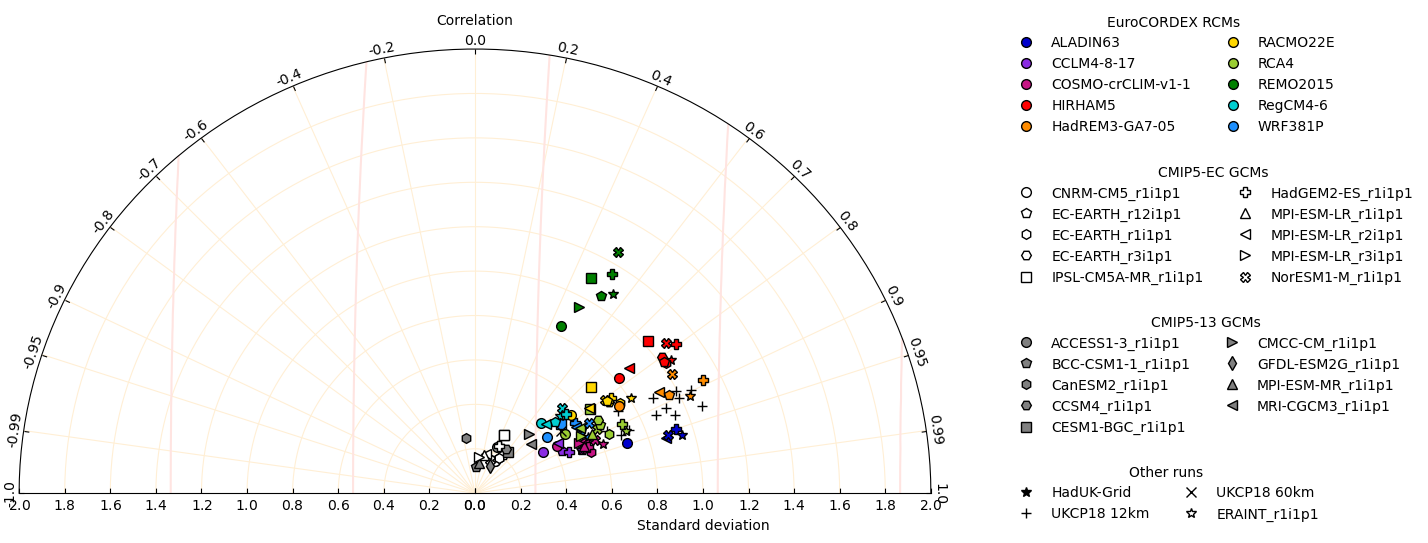 Correlation
0.0
-0.2
0.2
-0.4
0.4
-0.6
0.6
-0.7
0.7
-0.8
0.8
-0.9
0.9
-0.95
0.95
-0.99
0.99
-1.0
1.0
2.0 1.8 1.6 1.4 1.2 1.0 0.8 0.6 0.4 0.2 0.0 0.2 0.4 0.6 0.8 1.0 1.2 1.4 1.6 1.8 2.0
Standard deviation
EuroCORDEX RCMs
ALADIN63 RACMO22E
CCLM4-8-17 RCA4
COSMO-crCLIM-v1-1 REMO2015
HIRHAM5 RegCM4-6
HadREM3-GA7-05 WRF381P
CMIP5-EC GCMs
CNRM-CM5_r1i1p1 HadGEM2-ES_r1i1p1
EC-EARTH_r12i1p1 MPI-ESM-LR_r1i1p1
EC-EARTH_r1i1p1 MPI-ESM-LR_r2i1p1
EC-EARTH_r3i1p1 MPI-ESM-LR_r3i1p1
IPSL-CM5A-MR_r1i1p1 NorESM1-M_r1i1p1
CMIP5-13 GCMs
ACCESS1-3_r1i1p1 CMCC-CM_r1i1p1
BCC-CSM1-1_r1i1p1 GFDL-ESM2G_r1i1p1
CanESM2_r1i1p1 MPI-ESM-MR_r1i1p1
CCSM4_r1i1p1 MRI-CGCM3_r1i1p1
CESM1-BGC_r1i1p1
Other runs
HadUK-Grid UKCP18 60km
UKCP18 12km ERAINT_r1i1p1